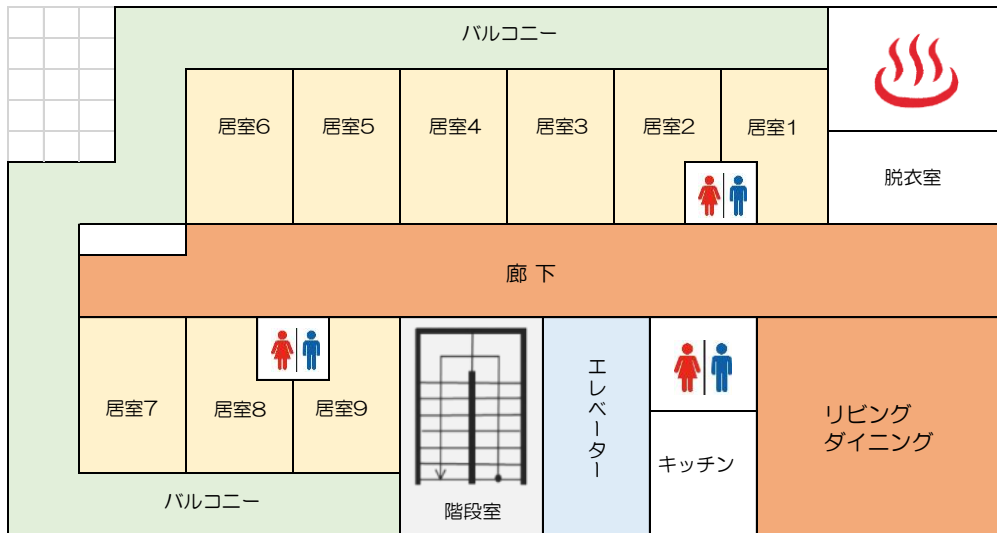 バルコニー
居室6
居室5
居室4
居室3
居室2
居室1
脱衣室
廊 下
居室7
居室8
居室9
エレベーター
リビング
ダイニング
キッチン
バルコニー
階段室